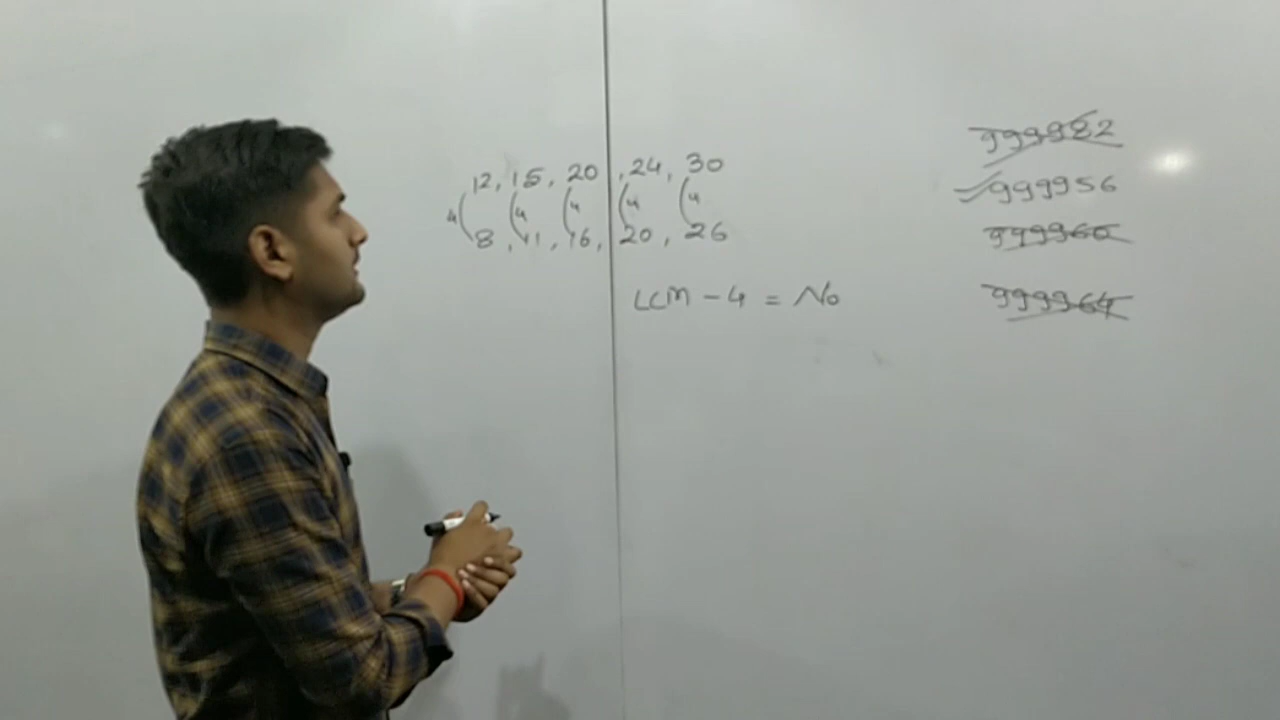 12, 15, 20, 24, 30
4 4 4 4 4
8, 11, 16, 20, 26
LCM - 4 = No
999982
999956
999960
999964